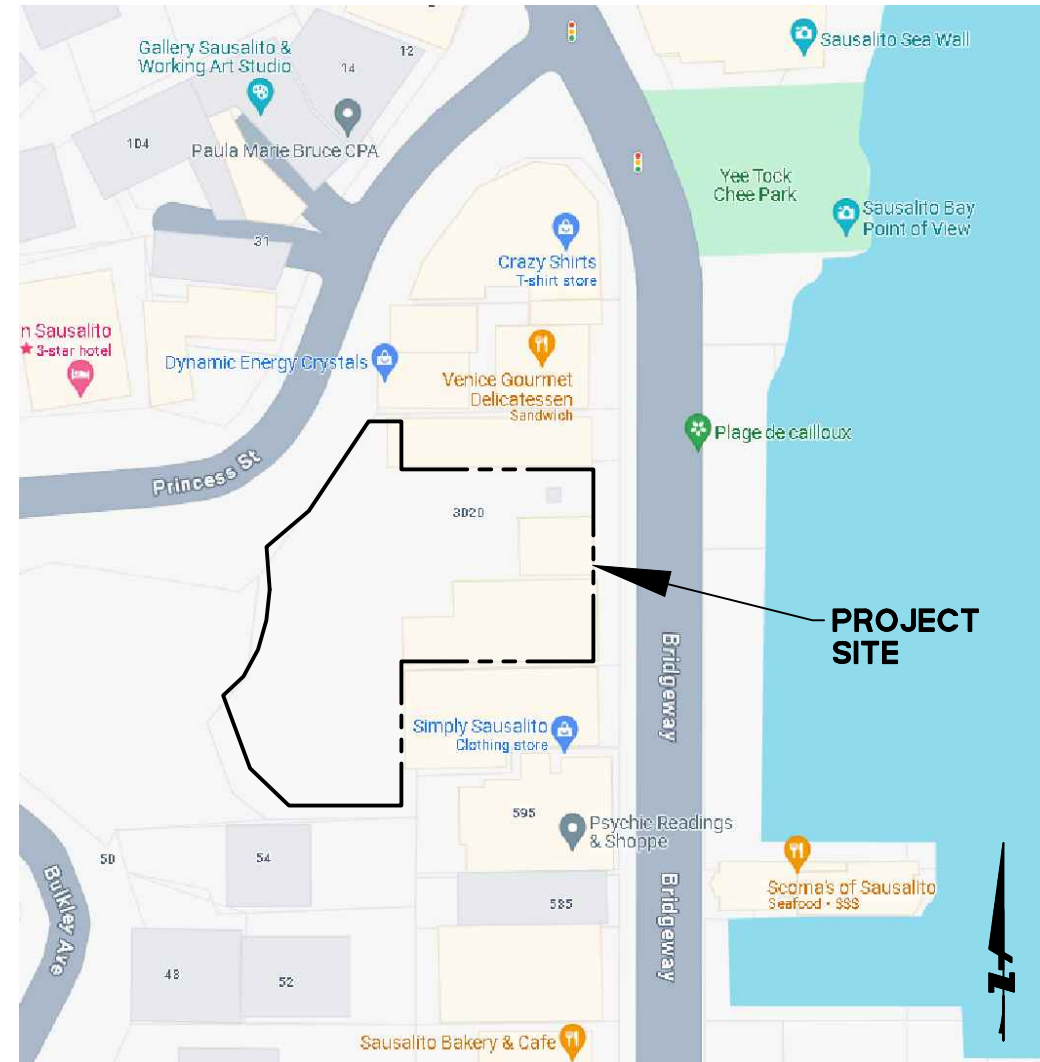 Gallery Sausalito &
Working Art Studio
12
14
Sausalito Sea Wall
104
Paula Marie Bruce CPA
Yee Tock
Chee Park
Sausalito Bay
Point of View
31
Crazy Shirts
T-shirt store
n Sausalito
3-star hotel
Dynamic Energy Crystals
Venice Gourmet
Delicatessen
Sandwich
Plage de cailloux
Princess St
3020
PROJECT
SITE
Bridgeway
Simply Sausalito
Clothing store
595
Psychic Readings
& Shoppe
50
54
Bulkley Ave
Scoma's of Sausalito
Seafood · $$$
585
Bridgeway
48
52
Sausalito Bakery & Cafe